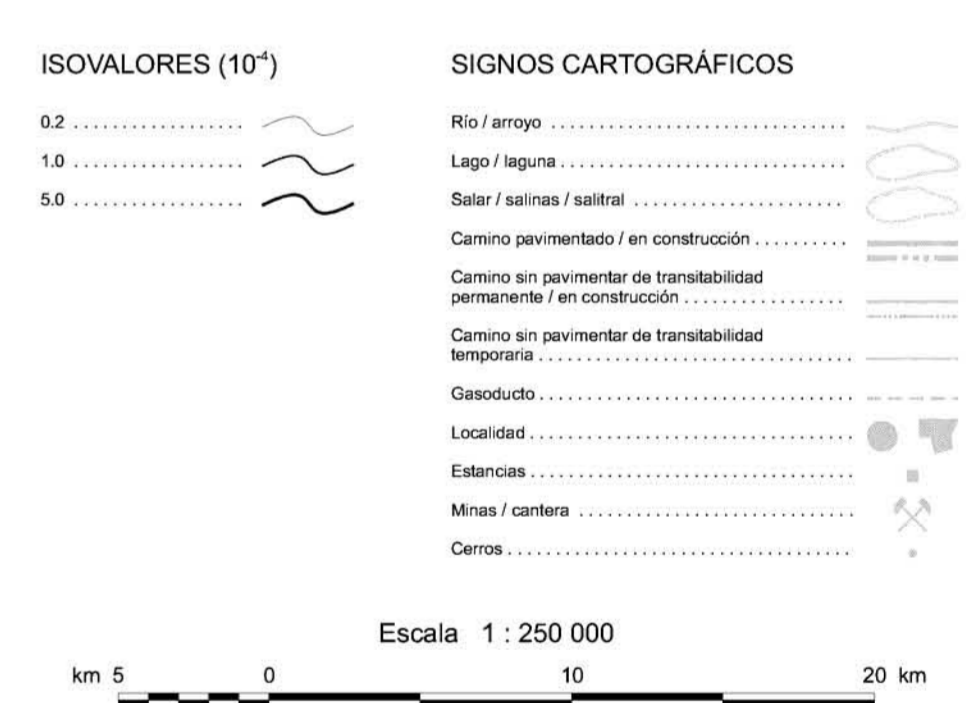 ISOVALORES (10⁻⁴)
0.2
1.0
5.0
SIGNOS CARTOGRÁFICOS
Río / arroyo
Lago / laguna
Salar / salinas / salitral
Camino pavimentado / en construcción
Camino sin pavimentar de transitabilidad
permanente / en construcción
Camino sin pavimentar de transitabilidad
temporaria
Gasoducto
Localidad
Estancias
Minas / cantera
Cerros
Escala 1 : 250 000
km 5 0 10 20 km